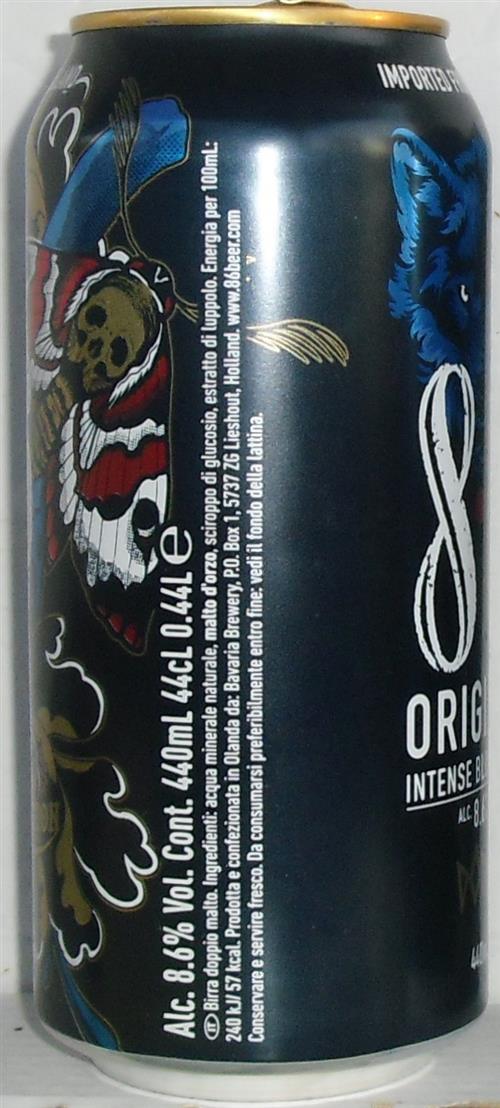 IMPORTED
8
ORIG
INTENSE
ALC. 8.6
Alc. 8.6% Vol. Cont. 440mL 44cL 0.44L e
IT Birra doppio malto. Ingredienti: acqua minerale naturale, malto d'orzo, sciroppo di glucosio, estratto di luppolo. Energia per 100mL:
240 kJ/ 57 kcal. Prodotta e confezionata in Olanda da: Bavaria Brewery, P.O. Box 1, 5737 ZG Lieshout, Holland. www.86beer.com
Conservare e servire fresco. Da consumarsi preferibilmente entro fine: vedi il fondo della lattina.